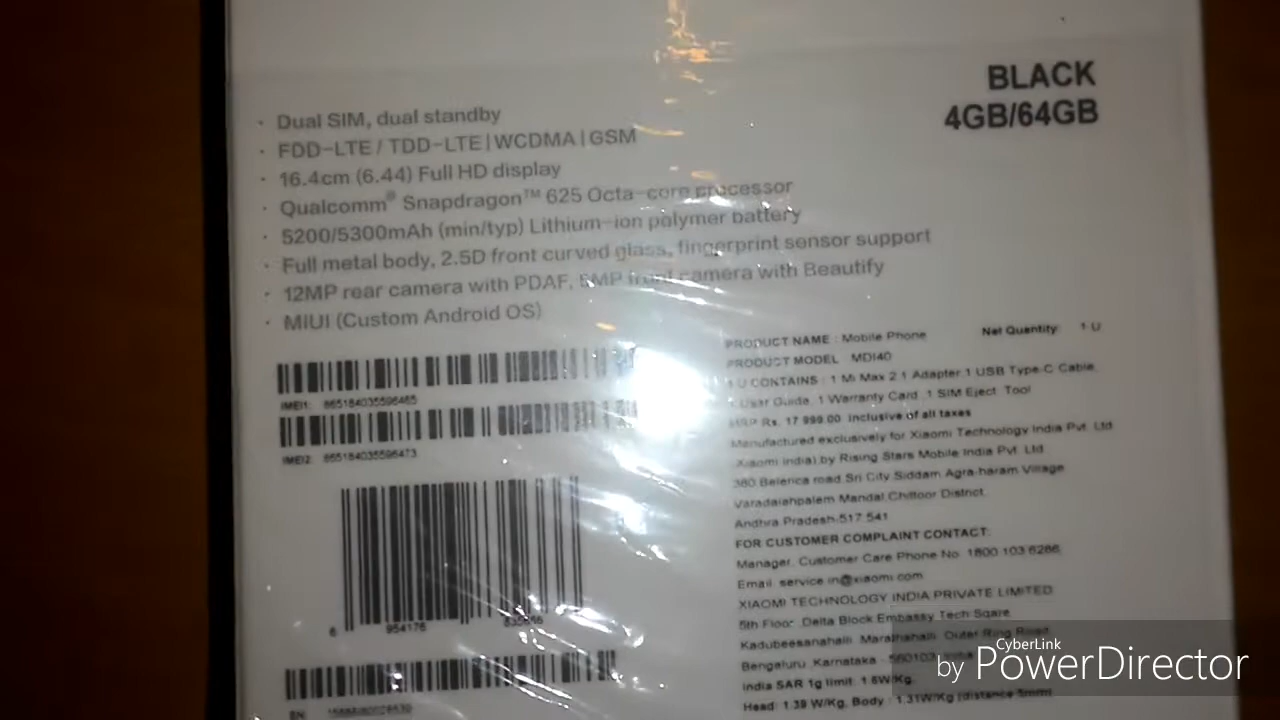 BLACK
4GB/64GB
· Dual SIM, dual standby
· FDD-LTE / TDD-LTE | WCDMA | GSM
· 16.4cm (6.44) Full HD display
· Qualcomm® Snapdragon™ 625 Octa-core processor
· 5200/5300mAh (min/typ) Lithium-ion polymer battery
· Full metal body, 2.5D front curved glass, fingerprint sensor support
· 12MP rear camera with PDAF, 5MP front camera with Beautify
· MIUI (Custom Android OS)
IMEI1: 865184035596465
IMEI2: 865184035596473
6 954176
SN:
PRODUCT NAME : Mobile Phone Net Quantity: 1 U
PRODUCT MODEL MDI40
1 U CONTAINS : 1 Mi Max 2 1 Adapter 1 USB Type-C Cable,
1 User Guide, 1 Warranty Card ,1 SIM Eject Tool
MRP Rs. 17 999.00 Inclusive of all taxes
Manufactured exclusively for Xiaomi Technology India Pvt. Ltd.
(Xiaomi India) by Rising Stars Mobile India Pvt. Ltd.
380,Belerica road,Sri City Siddam Agra-haram Village
Varadaiahpalem Mandal,Chittoor District,
Andhra Pradesh-517 541
FOR CUSTOMER COMPLAINT CONTACT:
Manager, Customer Care Phone No. 1800 103 6286
Email: service.in@xiaomi.com
XIAOMI TECHNOLOGY INDIA PRIVATE LIMITED
5th Floor ,Delta Block Embassy Tech Sqare
Kadubeesanahalli Marathahalli Outer Ring Road
Bengaluru ,Karnataka - 560103
India SAR 1g limit: 1.6W/Kg.
Head: 1.39 W/Kg, Body : 1.31W/Kg (distance 5mm)
CyberLink
by PowerDirector